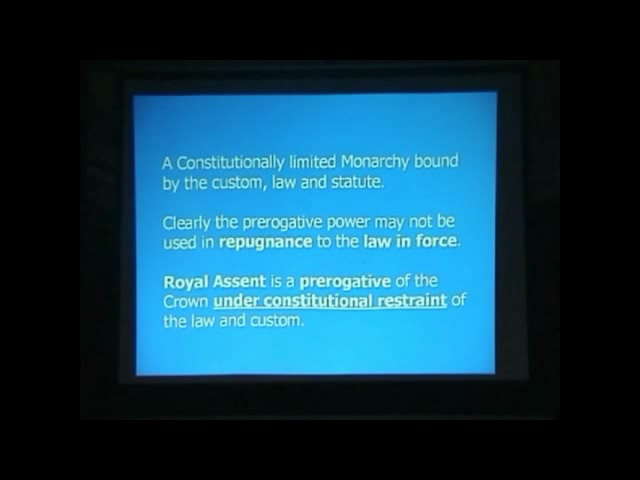 A Constitutionally limited Monarchy bound
by the custom, law and statute.
Clearly the prerogative power may not be
used in repugnance to the law in force.
Royal Assent is a prerogative of the
Crown under constitutional restraint of
the law and custom.